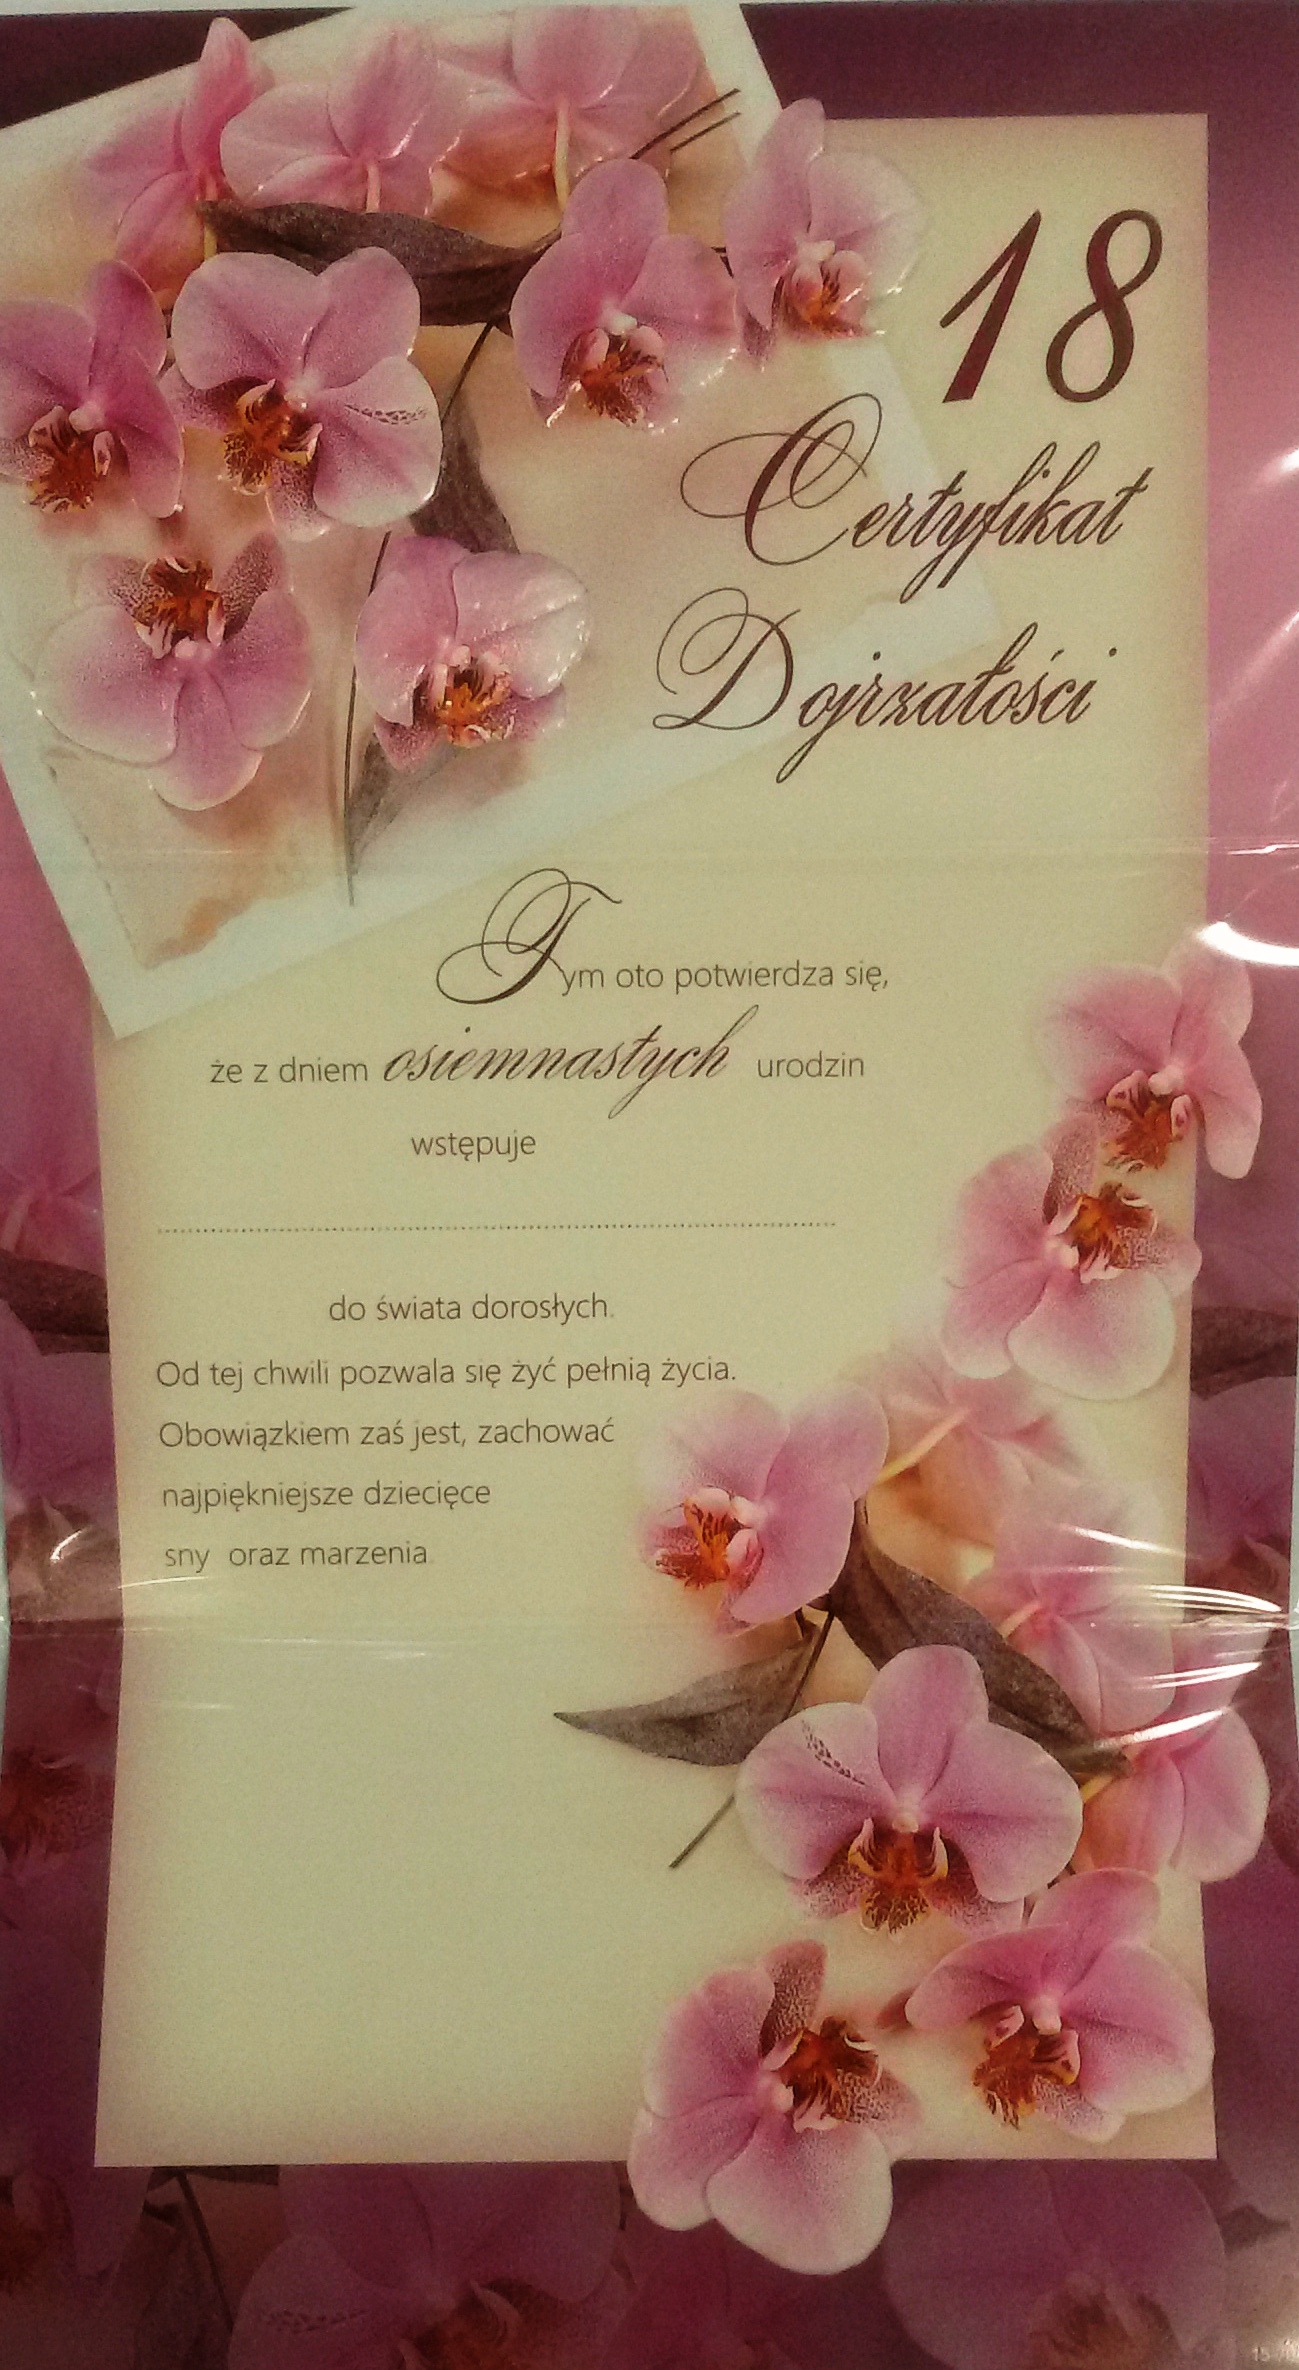 18
Certyfikat
Dojrzałości
Tym oto potwierdza się,
że z dniem osiemnastych urodzin
wstępuje
do świata dorosłych.
Od tej chwili pozwala się żyć pełnią życia.
Obowiązkiem zaś jest, zachować
najpiękniejsze dziecięce
sny oraz marzenia